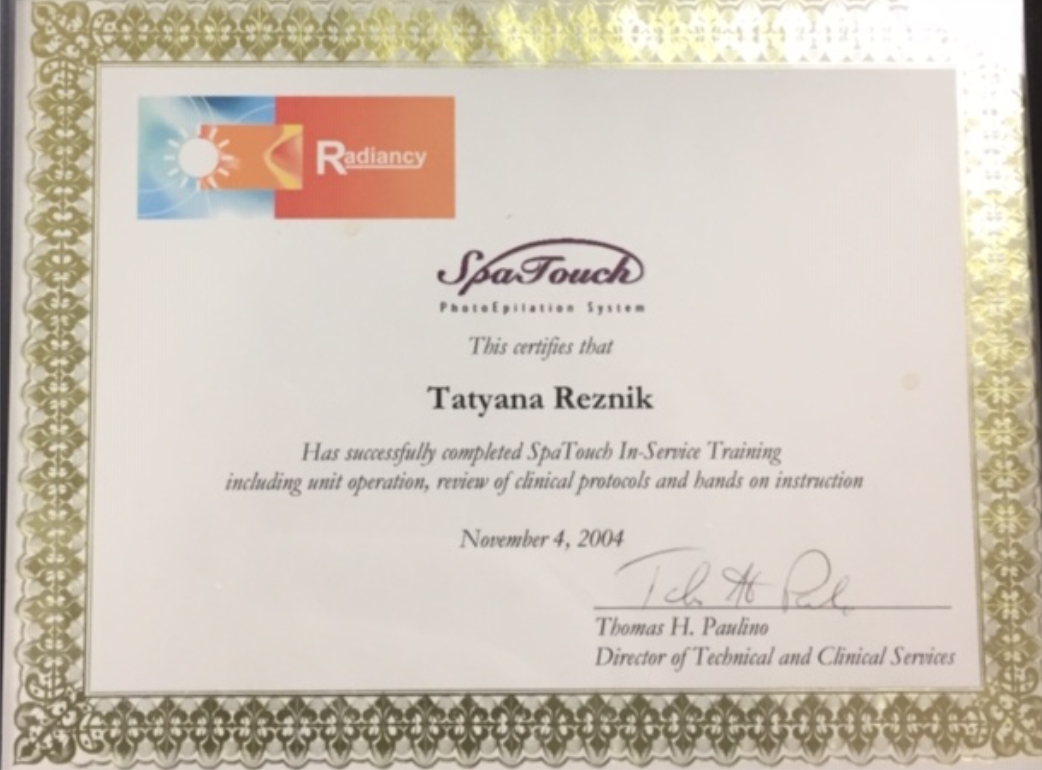 Radiancy
SpaTouch
PhotoEpilation System
This certifies that
Tatyana Reznik
Has successfully completed SpaTouch In-Service Training
including unit operation, review of clinical protocols and hands on instruction
November 4, 2004
Thomas H. Paulino
Director of Technical and Clinical Services